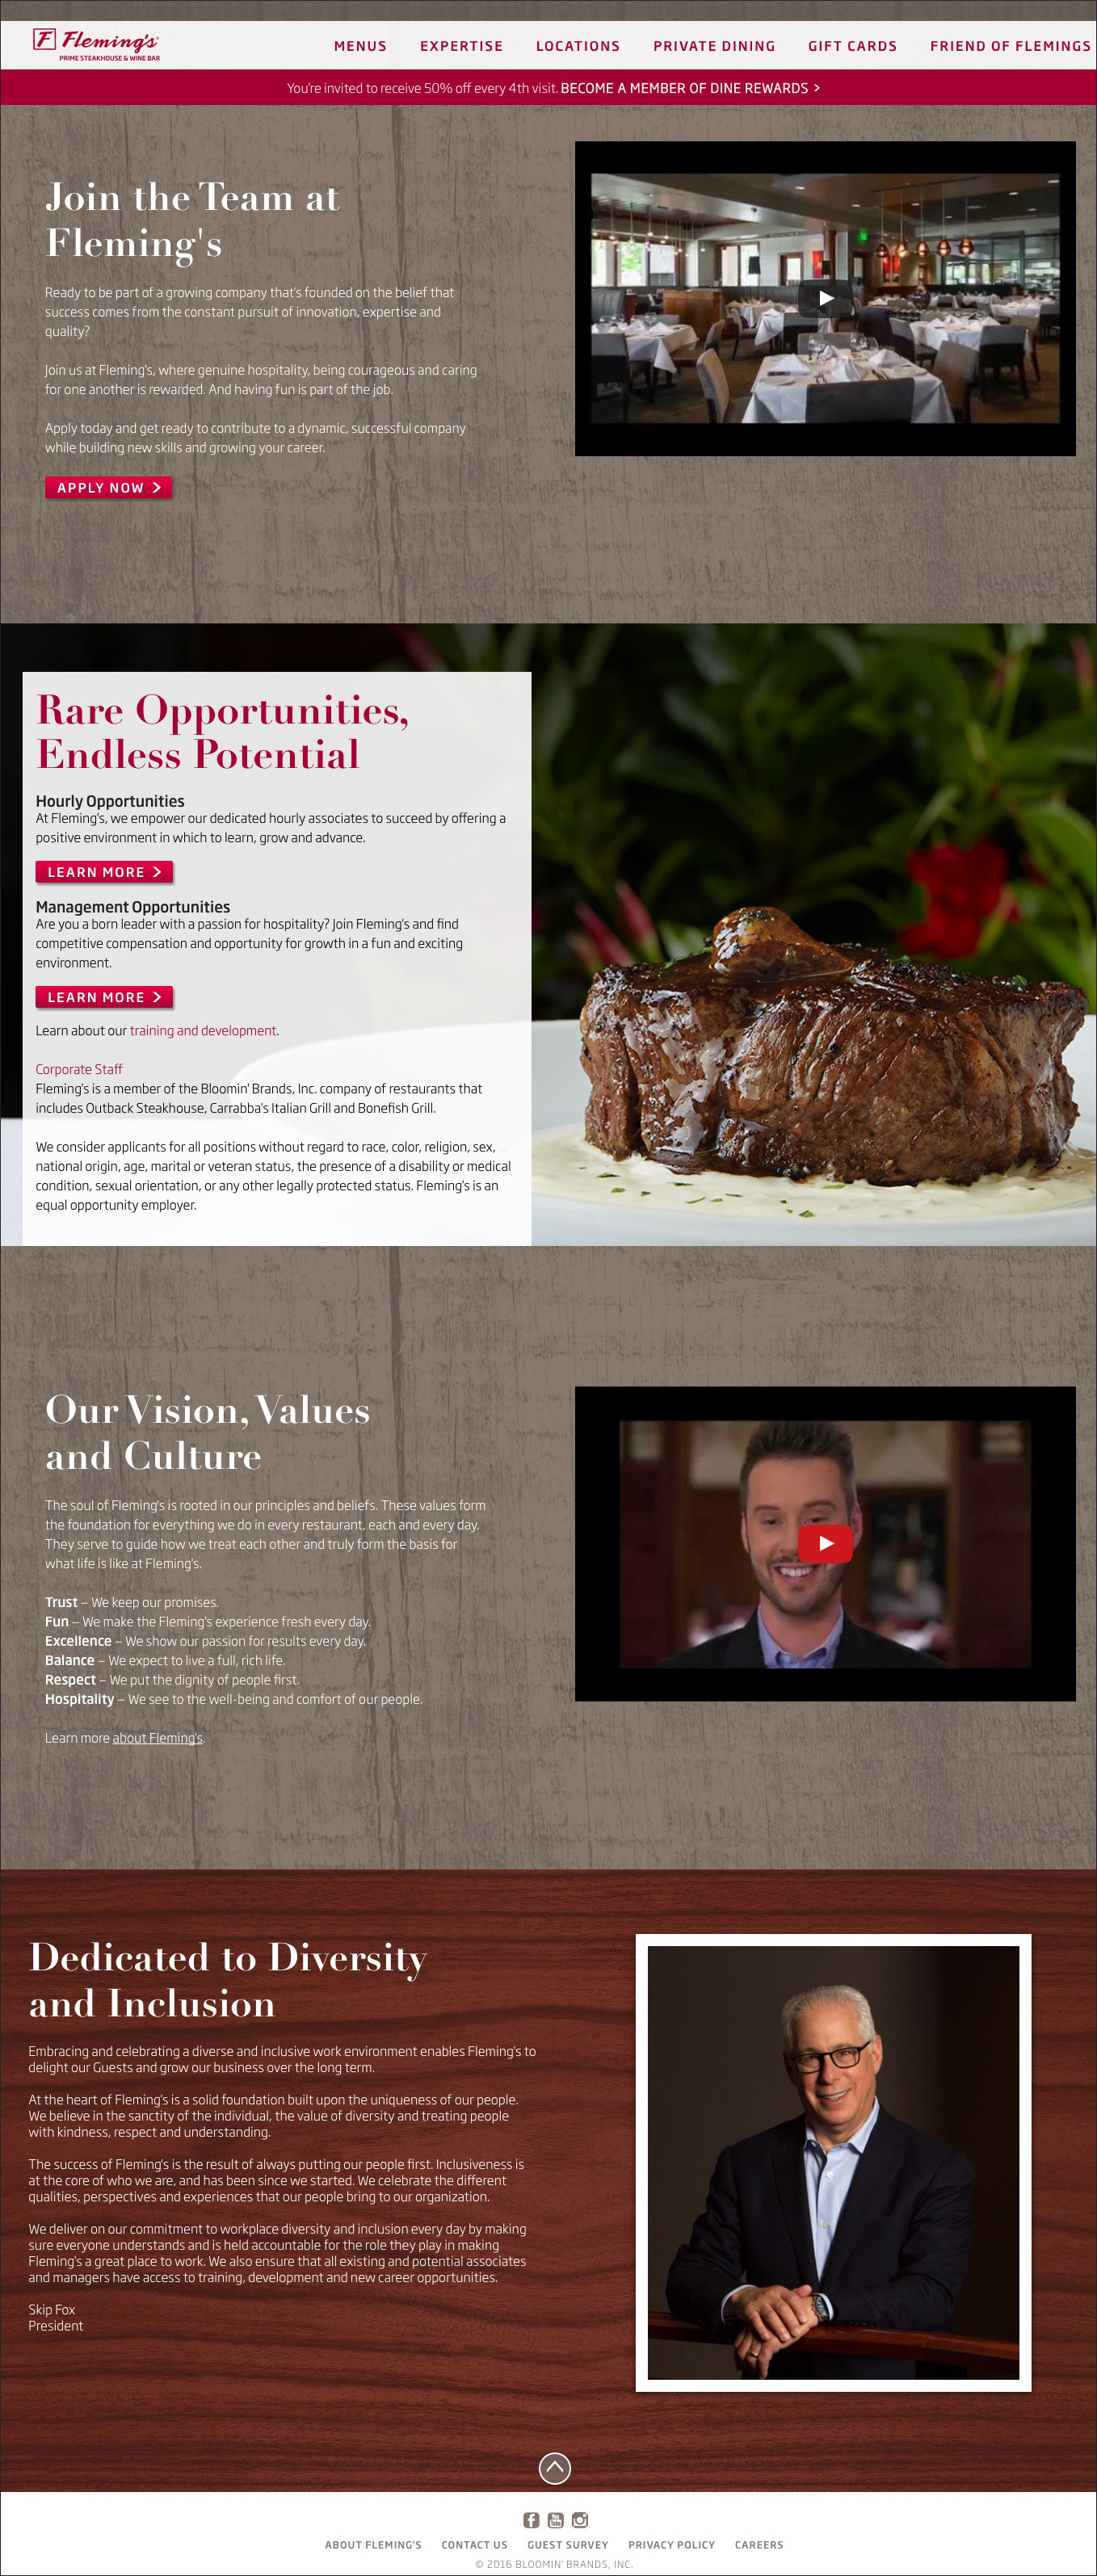 F Fleming's
PRIME STEAKHOUSE & WINE BAR
MENUS EXPERTISE LOCATIONS PRIVATE DINING GIFT CARDS FRIEND OF FLEMINGS
You're invited to receive 50% off every 4th visit. BECOME A MEMBER OF DINE REWARDS >
Join the Team at
Fleming's
Ready to be part of a growing company that's founded on the belief that
success comes from the constant pursuit of innovation, expertise and
quality?
Join us at Fleming's, where genuine hospitality, being courageous and caring
for one another is rewarded. And having fun is part of the job.
Apply today and get ready to contribute to a dynamic, successful company
while building new skills and growing your career.
APPLY NOW >
Rare Opportunities,
Endless Potential
Hourly Opportunities
At Fleming's, we empower our dedicated hourly associates to succeed by offering a
positive environment in which to learn, grow and advance.
LEARN MORE >
Management Opportunities
Are you a born leader with a passion for hospitality? Join Fleming's and find
competitive compensation and opportunity for growth in a fun and exciting
environment.
LEARN MORE >
Learn about our training and development.
Corporate Staff
Fleming's is a member of the Bloomin' Brands, Inc. company of restaurants that
includes Outback Steakhouse, Carrabba's Italian Grill and Bonefish Grill.
We consider applicants for all positions without regard to race, color, religion, sex,
national origin, age, marital or veteran status, the presence of a disability or medical
condition, sexual orientation, or any other legally protected status. Fleming's is an
equal opportunity employer.
Our Vision, Values
and Culture
The soul of Fleming's is rooted in our principles and beliefs. These values form
the foundation for everything we do in every restaurant, each and every day.
They serve to guide how we treat each other and truly form the basis for
what life is like at Fleming's.
Trust – We keep our promises.
Fun – We make the Fleming's experience fresh every day.
Excellence – We show our passion for results every day.
Balance – We expect to live a full, rich life.
Respect – We put the dignity of people first.
Hospitality – We see to the well-being and comfort of our people.
Learn more about Fleming's.
Dedicated to Diversity
and Inclusion
Embracing and celebrating a diverse and inclusive work environment enables Fleming's to
delight our Guests and grow our business over the long term.
At the heart of Fleming's is a solid foundation built upon the uniqueness of our people.
We believe in the sanctity of the individual, the value of diversity and treating people
with kindness, respect and understanding.
The success of Fleming's is the result of always putting our people first. Inclusiveness is
at the core of who we are, and has been since we started. We celebrate the different
qualities, perspectives and experiences that our people bring to our organization.
We deliver on our commitment to workplace diversity and inclusion every day by making
sure everyone understands and is held accountable for the role they play in making
Fleming's a great place to work. We also ensure that all existing and potential associates
and managers have access to training, development and new career opportunities.
Skip Fox
President
ABOUT FLEMING'S CONTACT US GUEST SURVEY PRIVACY POLICY CAREERS
© 2016 BLOOMIN' BRANDS, INC.